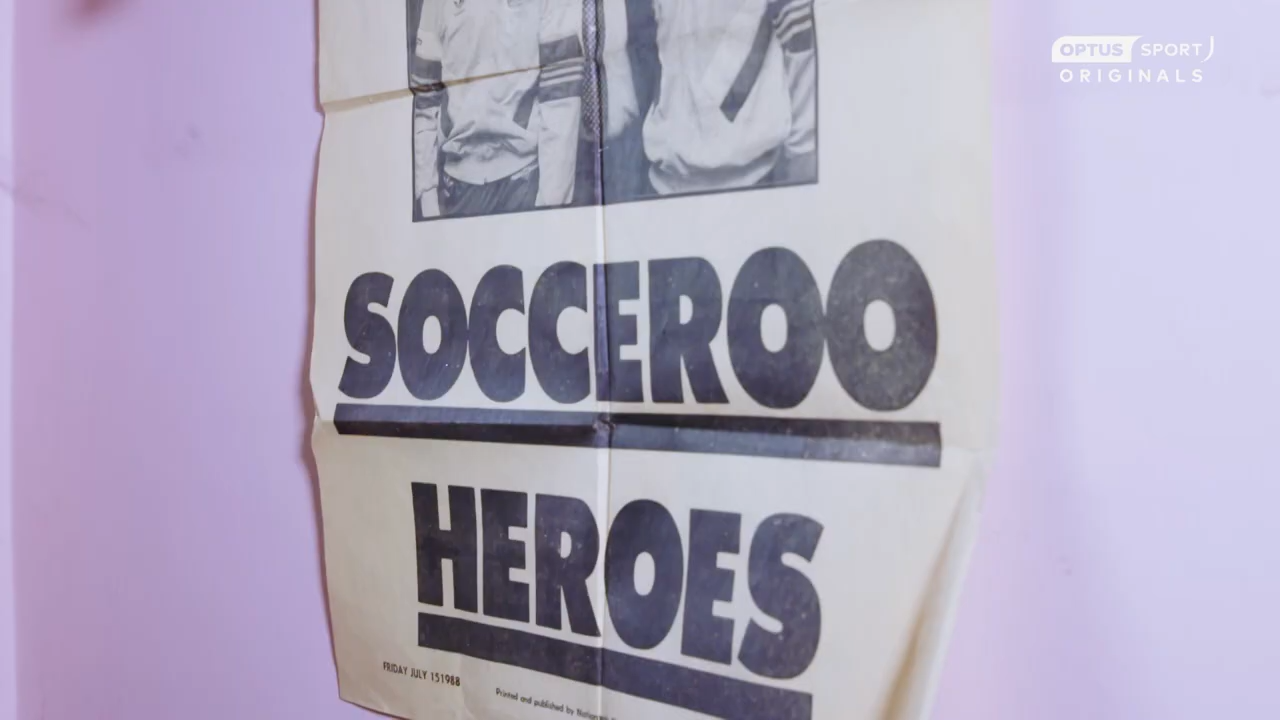 OPTUS SPORT
ORIGINALS
SOCCEROO
HEROES
FRIDAY JULY 15 1988
Printed and published by